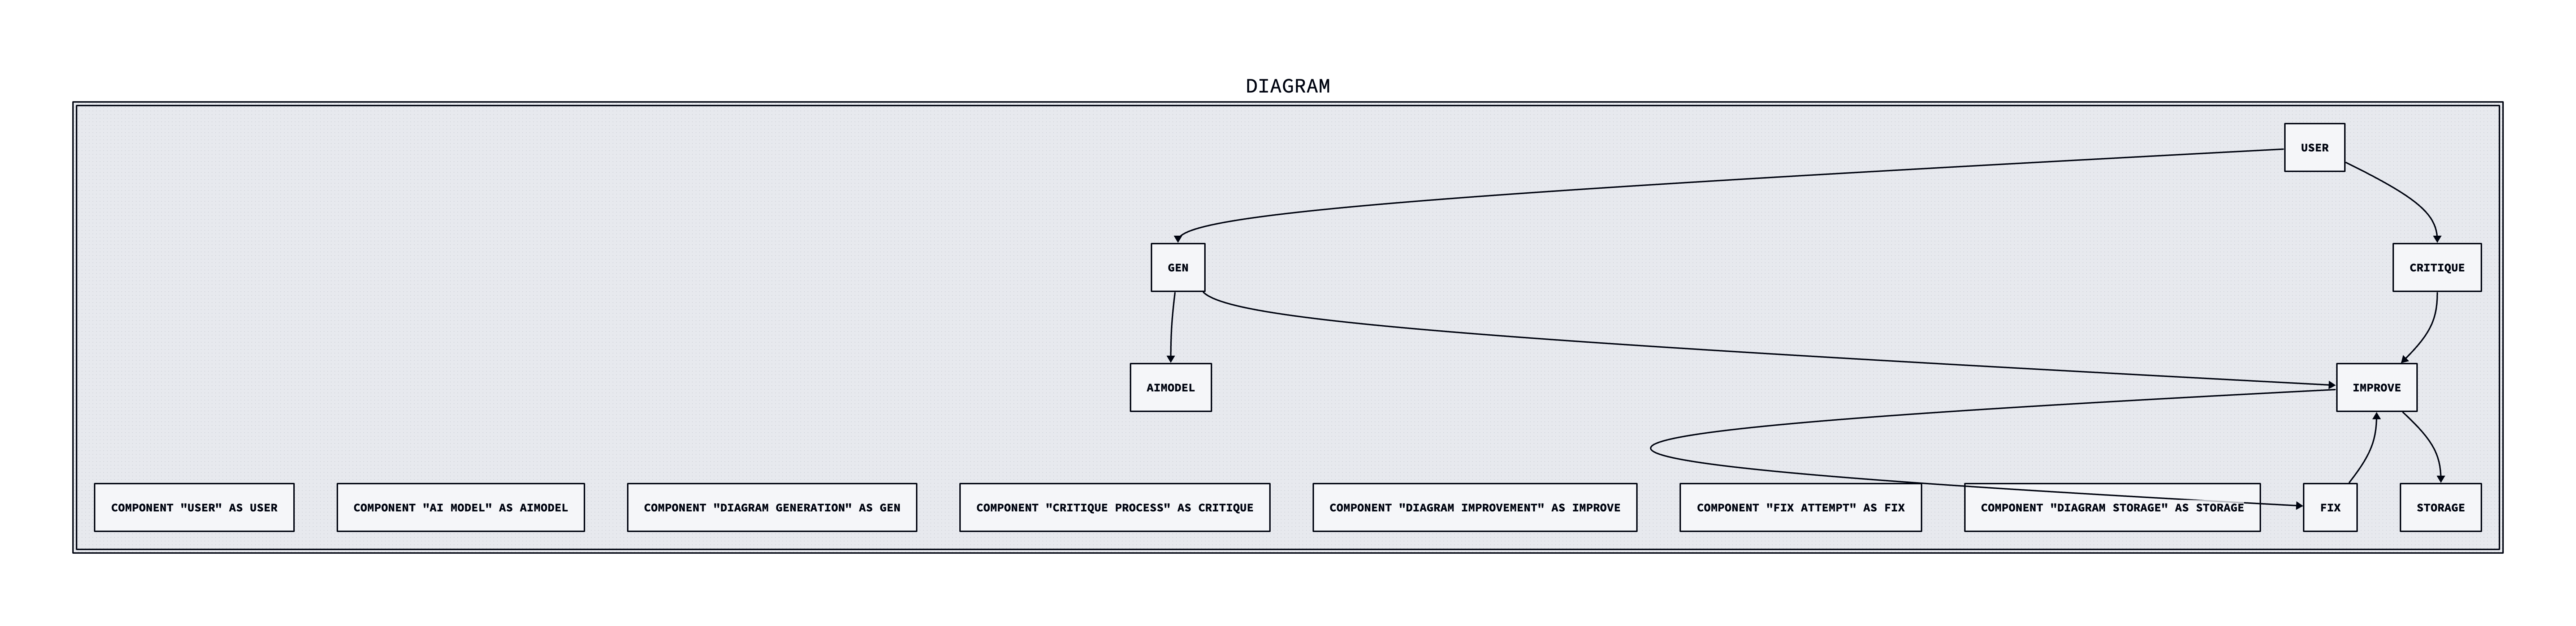 DIAGRAM
USER
GEN
CRITIQUE
AIMODEL
IMPROVE
COMPONENT "USER" AS USER
COMPONENT "AI MODEL" AS AIMODEL
COMPONENT "DIAGRAM GENERATION" AS GEN
COMPONENT "CRITIQUE PROCESS" AS CRITIQUE
COMPONENT "DIAGRAM IMPROVEMENT" AS IMPROVE
COMPONENT "FIX ATTEMPT" AS FIX
COMPONENT "DIAGRAM STORAGE" AS STORAGE
FIX
STORAGE